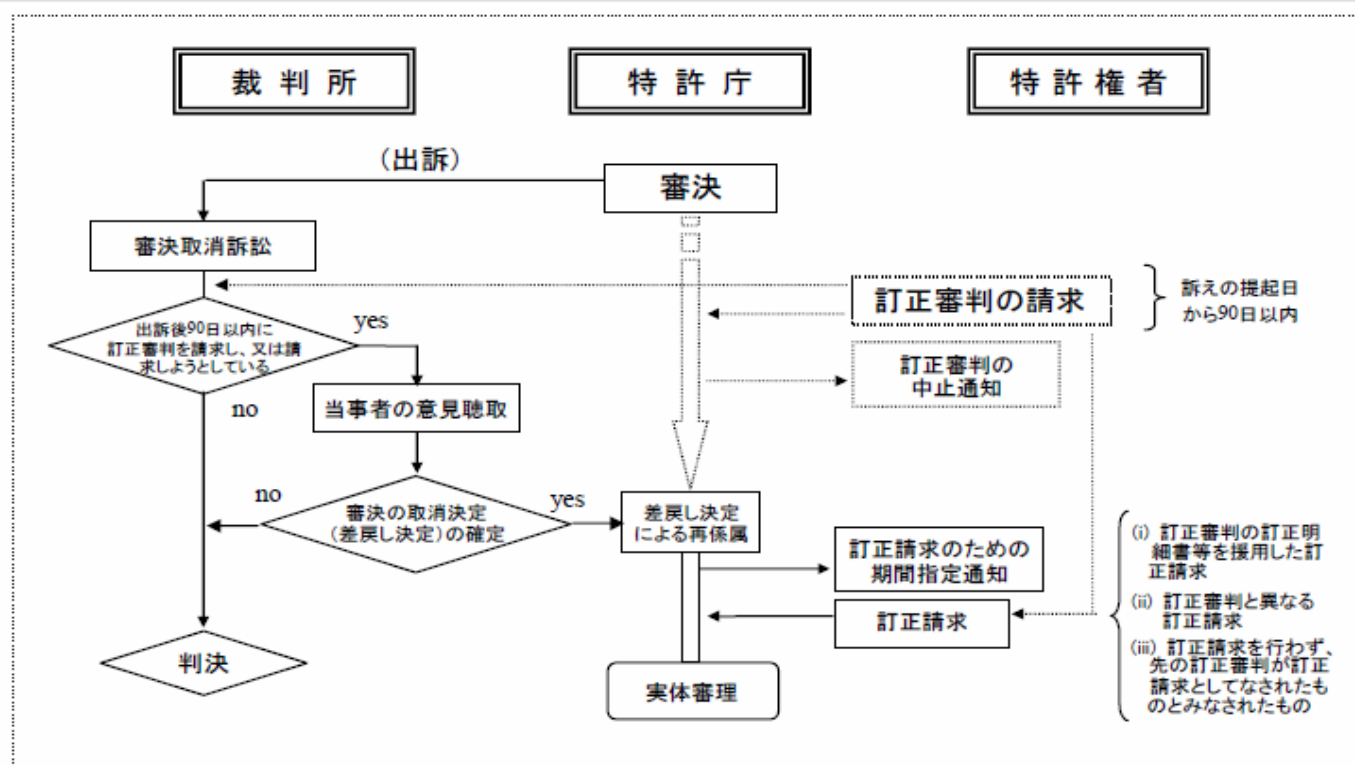 裁判所
特許庁
特許権者
（出訴）
審決
審決取消訴訟
訂正審判の請求
訴えの提起日
から90日以内
出訴後90日以内に
訂正審判を請求し、又は請
求しようとしている
yes
no
訂正審判の
中止通知
当事者の意見聴取
no
審決の取消決定
（差戻し決定）の確定
yes
差戻し決定
による再係属
訂正請求のための
期間指定通知
訂正請求
(i) 訂正審判の訂正明
細書等を援用した訂
正請求
(ii) 訂正審判と異なる
訂正請求
(iii) 訂正請求を行わず、
先の訂正審判が訂正
請求としてなされたも
のとみなされたもの
判決
実体審理